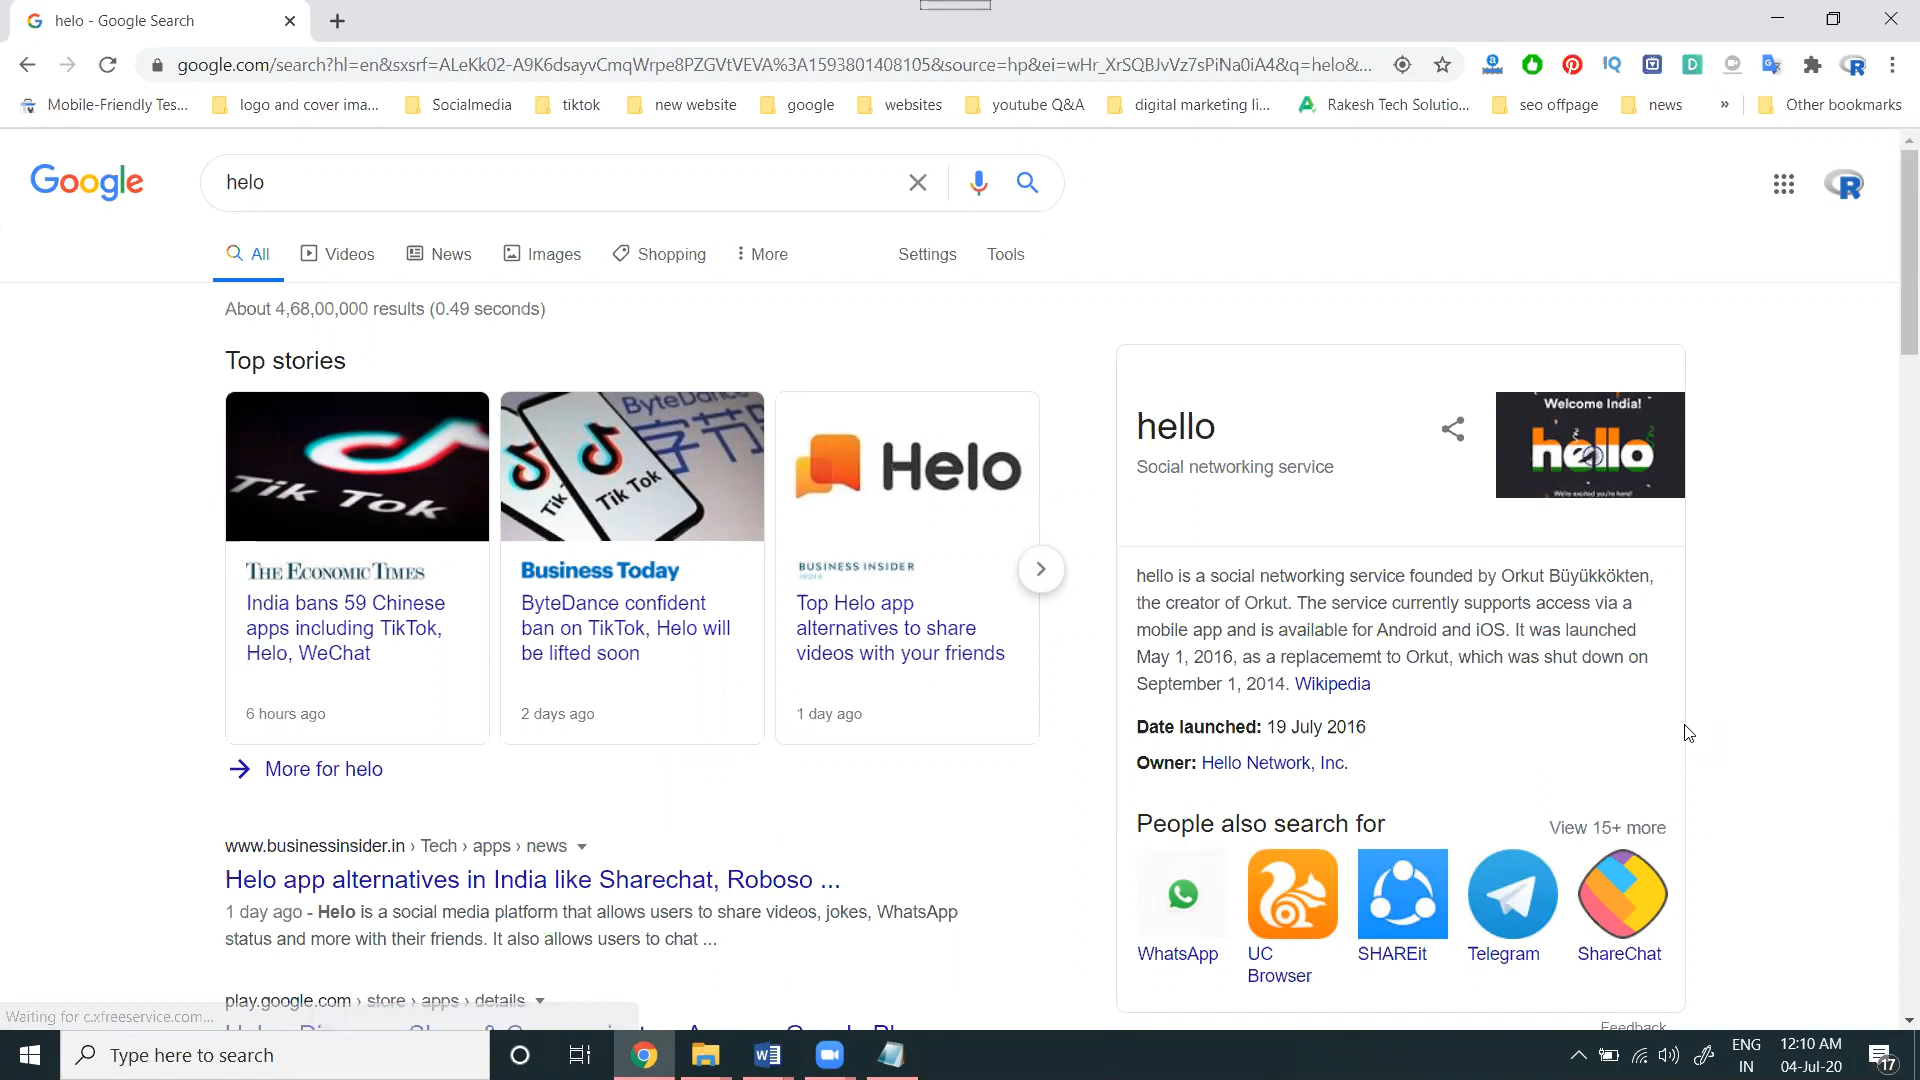 helo - Google Search
google.com/search?hl=en&sxsrf=ALeKk02-A9K6dsayvCmqWrpe8PZGVtVEVA%3A1593801408105&source=hp&ei=wHr_XrSQBJvVz7sPiNa0iA4&q=helo&...
Mobile-Friendly Tes... logo and cover ima... Socialmedia tiktok new website google websites youtube Q&A digital marketing li... Rakesh Tech Solutio... seo offpage news » Other bookmarks
Google helo
All Videos News Images Shopping More Settings Tools
About 4,68,00,000 results (0.49 seconds)
Top stories
Tik Tok
ByteDance
字节
Tik Tok
Helo
THE ECONOMIC TIMES
India bans 59 Chinese
apps including TikTok,
Helo, WeChat
6 hours ago
Business Today
ByteDance confident
ban on TikTok, Helo will
be lifted soon
2 days ago
BUSINESS INSIDER
INDIA
Top Helo app
alternatives to share
videos with your friends
1 day ago
More for helo
www.businessinsider.in › Tech › apps › news
Helo app alternatives in India like Sharechat, Roboso ...
1 day ago - Helo is a social media platform that allows users to share videos, jokes, WhatsApp
status and more with their friends. It also allows users to chat ...
play.google.com › store › apps › details
Waiting for c.xfreeservice.com...
hello
Social networking service
Welcome India!
hello
We're excited you're here!
hello is a social networking service founded by Orkut Büyükkökten,
the creator of Orkut. The service currently supports access via a
mobile app and is available for Android and iOS. It was launched
May 1, 2016, as a replacememt to Orkut, which was shut down on
September 1, 2014. Wikipedia
Date launched: 19 July 2016
Owner: Hello Network, Inc.
People also search for
View 15+ more
WhatsApp
UC
Browser
SHAREit
Telegram
ShareChat
Feedback
Type here to search
ENG
IN
12:10 AM
04-Jul-20
17